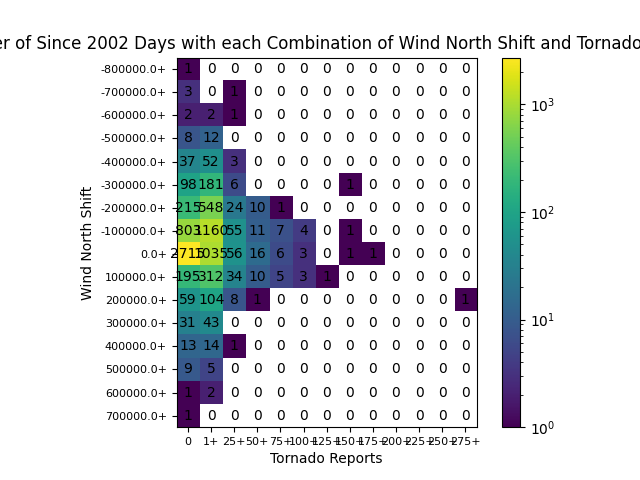 er of Since 2002 Days with each Combination of Wind North Shift and Tornado
-800000.0+ 1 0 0 0 0 0 0 0 0 0 0 0 0
-700000.0+ 3 0 1 0 0 0 0 0 0 0 0 0 0
-600000.0+ 2 2 1 0 0 0 0 0 0 0 0 0 0
-500000.0+ 8 12 0 0 0 0 0 0 0 0 0 0 0
-400000.0+ 37 52 3 0 0 0 0 0 0 0 0 0 0
-300000.0+ 98 181 6 0 0 0 0 1 0 0 0 0 0
-200000.0+ 215 548 24 10 1 0 0 0 0 0 0 0 0
-100000.0+ 803 1160 55 11 7 4 0 1 0 0 0 0 0
0.0+ 2715 1035 56 16 6 3 0 1 1 0 0 0 0
100000.0+ 195 312 34 10 5 3 1 0 0 0 0 0 0
200000.0+ 59 104 8 1 0 0 0 0 0 0 0 0 1
300000.0+ 31 43 0 0 0 0 0 0 0 0 0 0 0
400000.0+ 13 14 1 0 0 0 0 0 0 0 0 0 0
500000.0+ 9 5 0 0 0 0 0 0 0 0 0 0 0
600000.0+ 1 2 0 0 0 0 0 0 0 0 0 0 0
700000.0+ 1 0 0 0 0 0 0 0 0 0 0 0 0
0 1+ 25+ 50+ 75+ 100+ 125+ 150+ 175+ 200+ 225+ 250+ 275+
Tornado Reports
Wind North Shift
10³
10²
10¹
10⁰